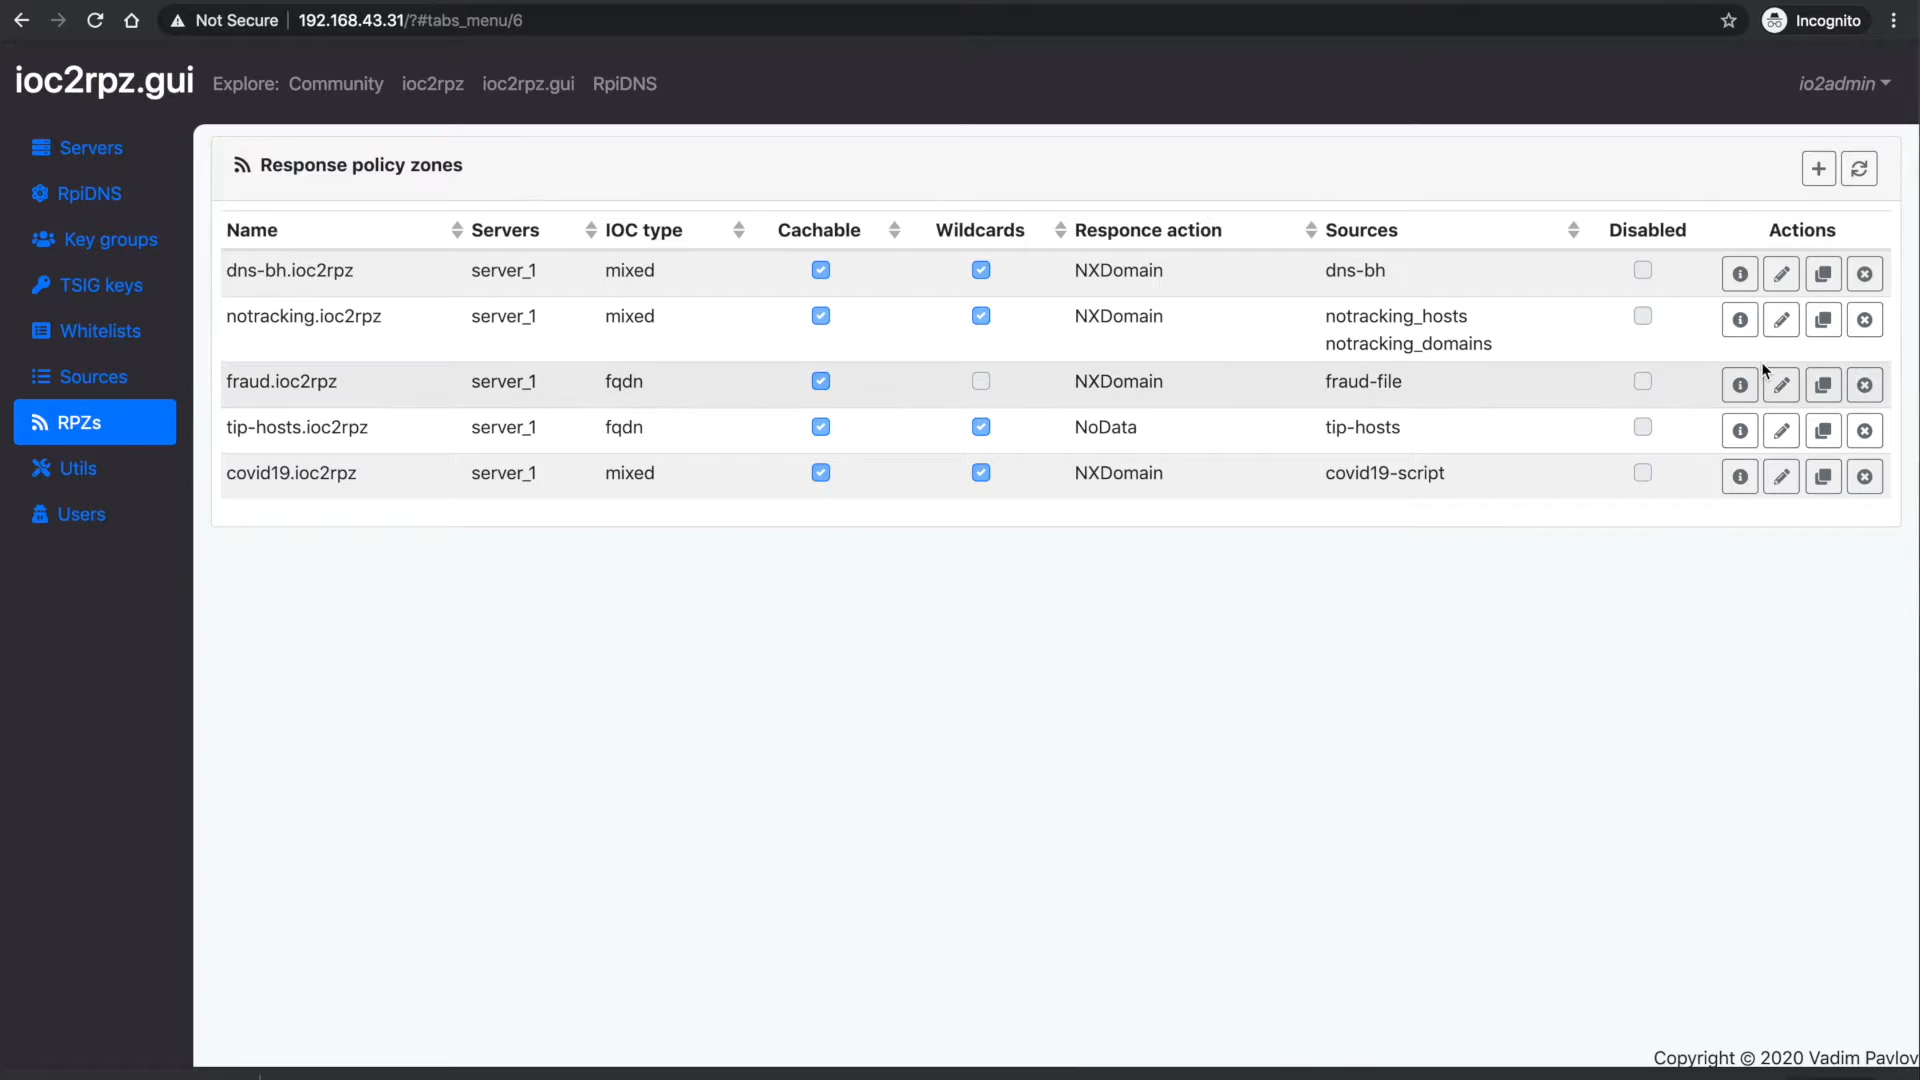 Not Secure 192.168.43.31/?#tabs_menu/6 Incognito
ioc2rpz.gui Explore: Community ioc2rpz ioc2rpz.gui RpiDNS io2admin
Servers
RpiDNS
Key groups
TSIG keys
Whitelists
Sources
RPZs
Utils
Users
Response policy zones
Name Servers IOC type Cachable Wildcards Responce action Sources Disabled Actions
dns-bh.ioc2rpz server_1 mixed NXDomain dns-bh
notracking.ioc2rpz server_1 mixed NXDomain notracking_hosts
notracking_domains
fraud.ioc2rpz server_1 fqdn NXDomain fraud-file
tip-hosts.ioc2rpz server_1 fqdn NoData tip-hosts
covid19.ioc2rpz server_1 mixed NXDomain covid19-script
Copyright © 2020 Vadim Pavlov